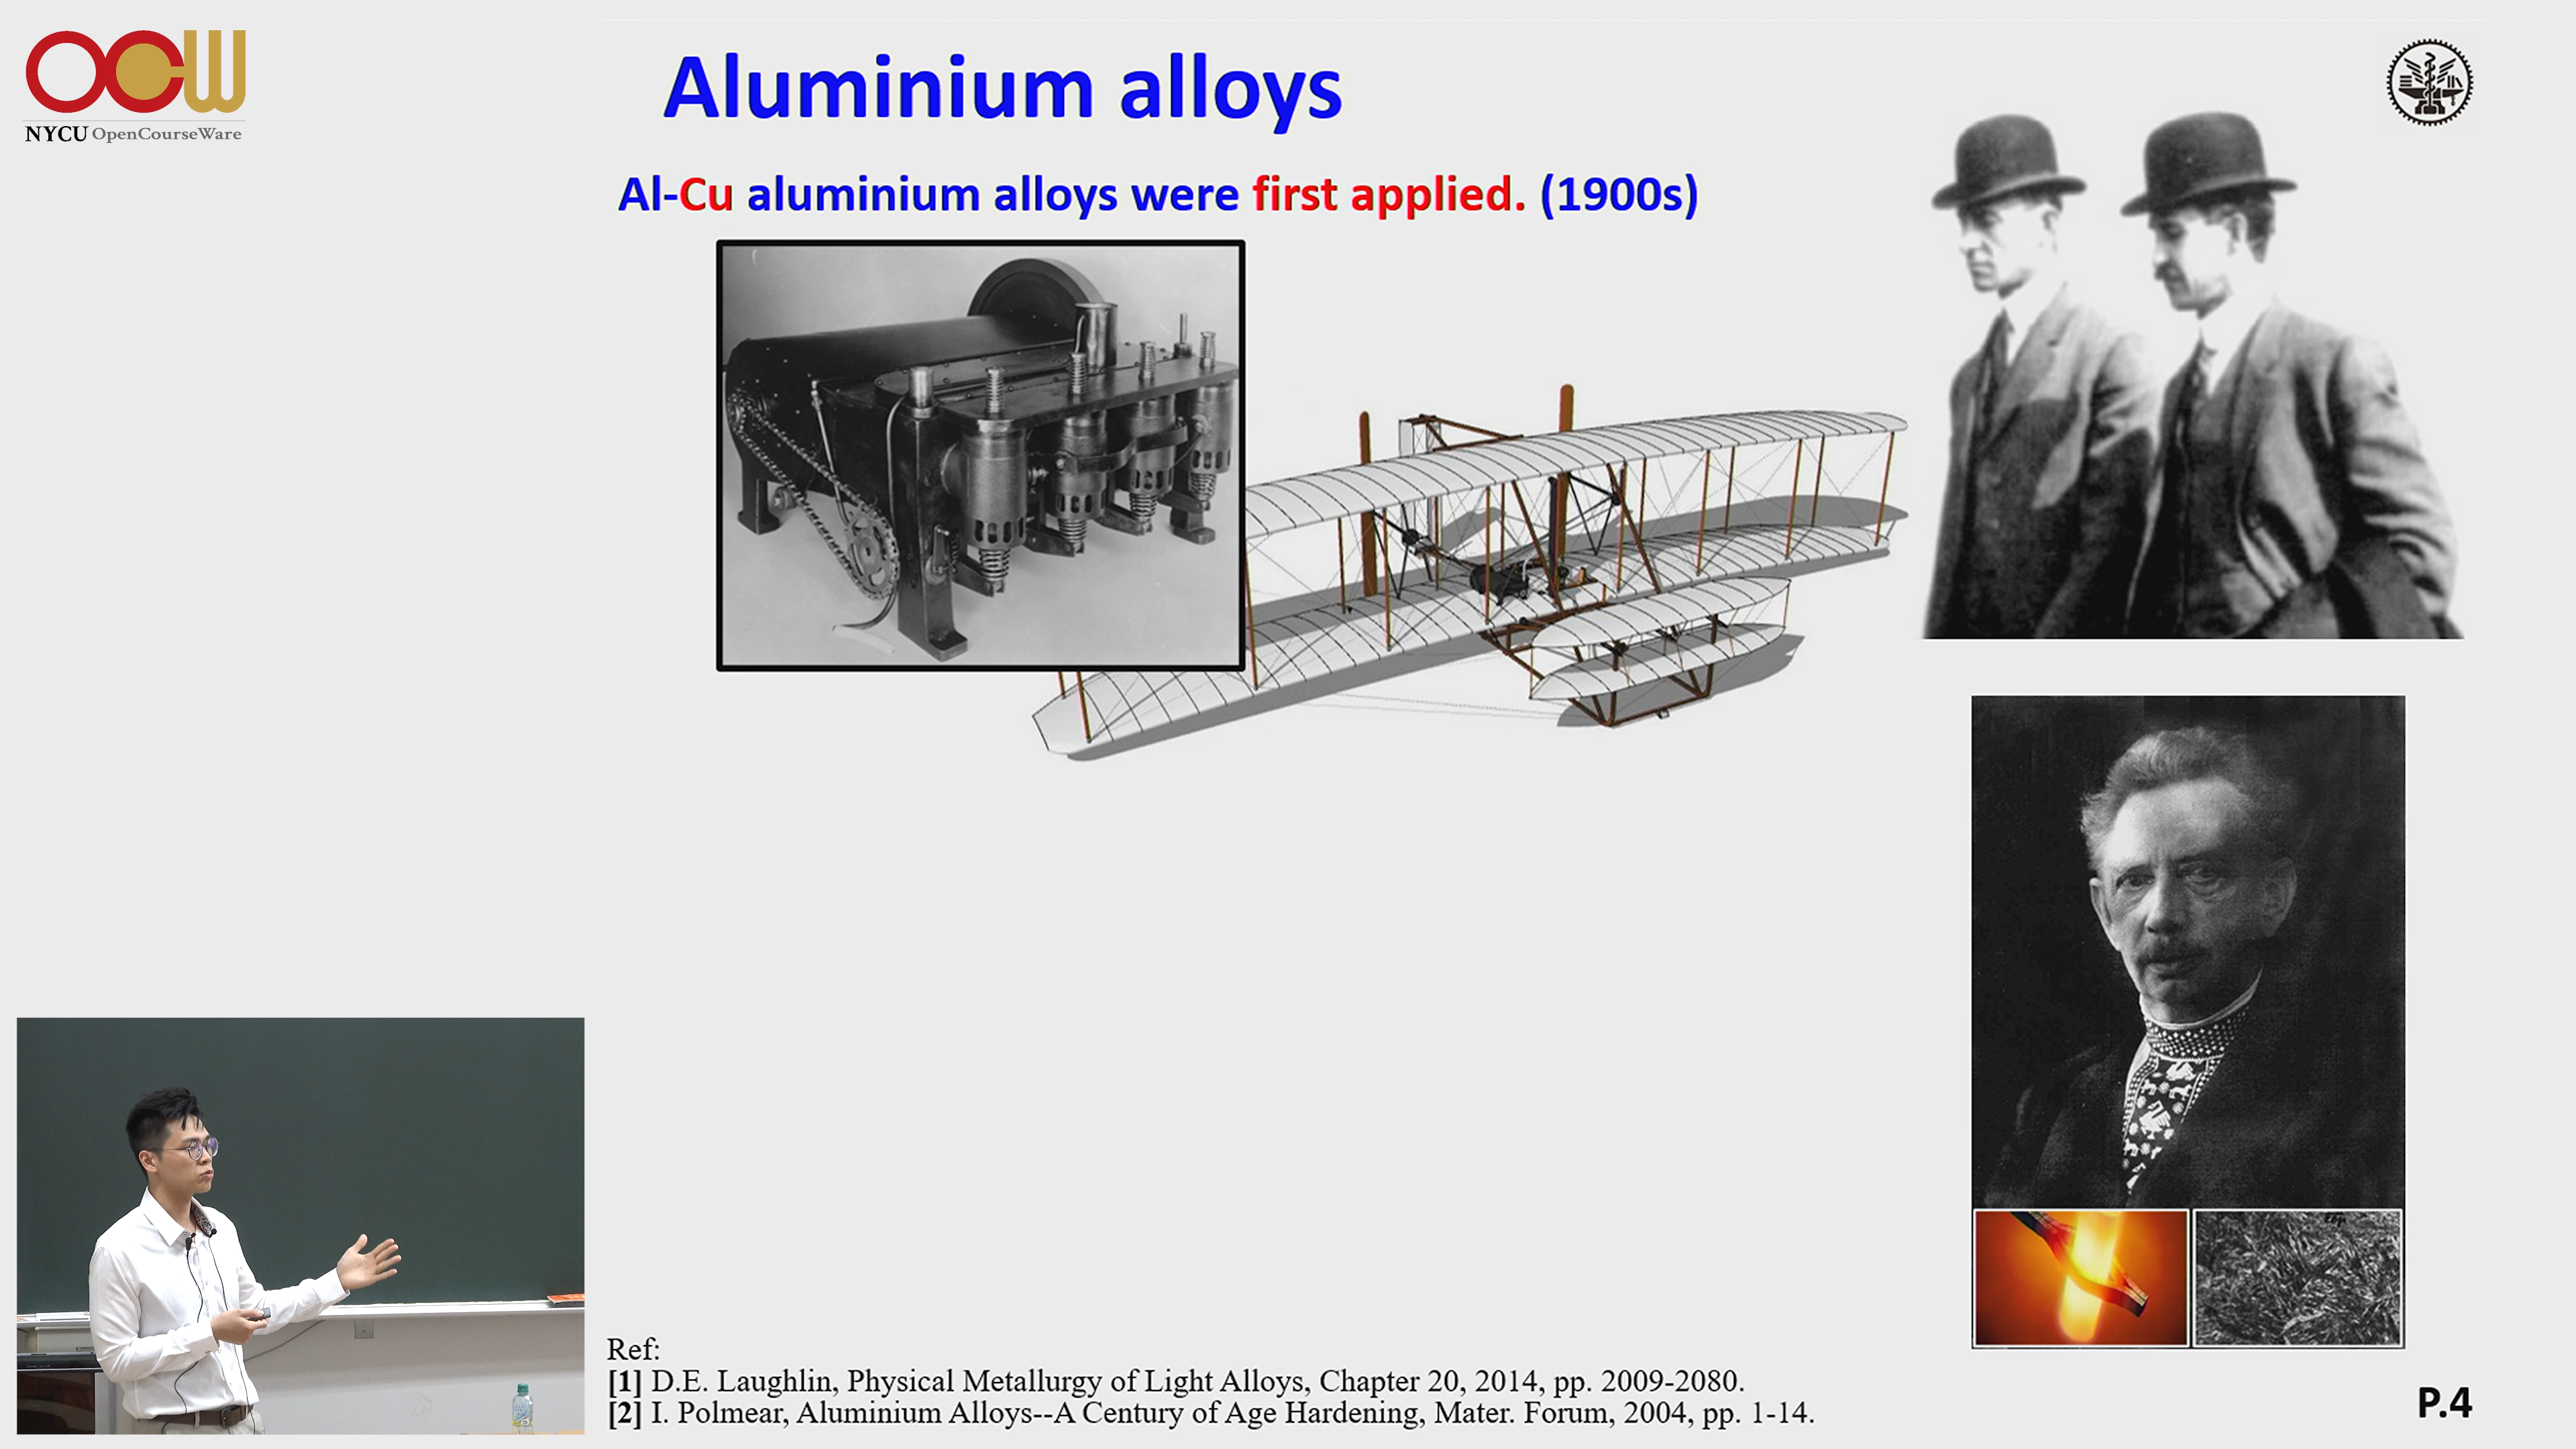 OCW
NYCU OpenCourseWare
Aluminium alloys
Al-Cu aluminium alloys were first applied. (1900s)
Ref:
[1] D.E. Laughlin, Physical Metallurgy of Light Alloys, Chapter 20, 2014, pp. 2009-2080.
[2] I. Polmear, Aluminium Alloys--A Century of Age Hardening, Mater. Forum, 2004, pp. 1-14.
P.4